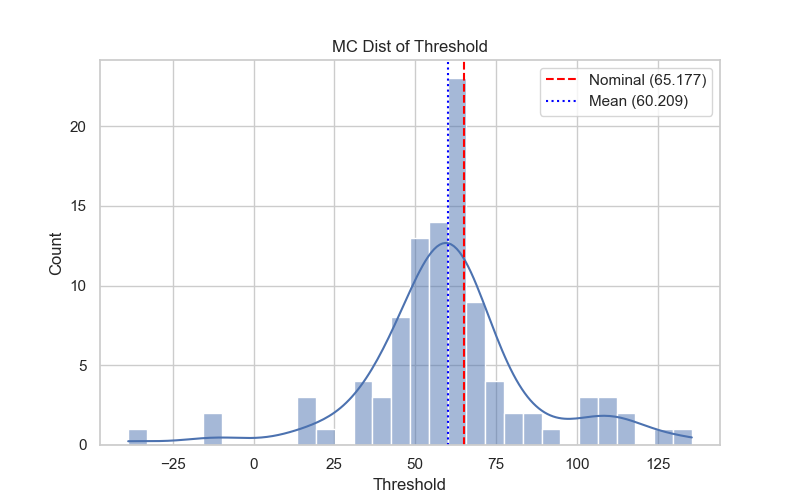 MC Dist of Threshold
Nominal (65.177)
Mean (60.209)
Count
20
15
10
5
0
−25
0
25
50
75
100
125
Threshold